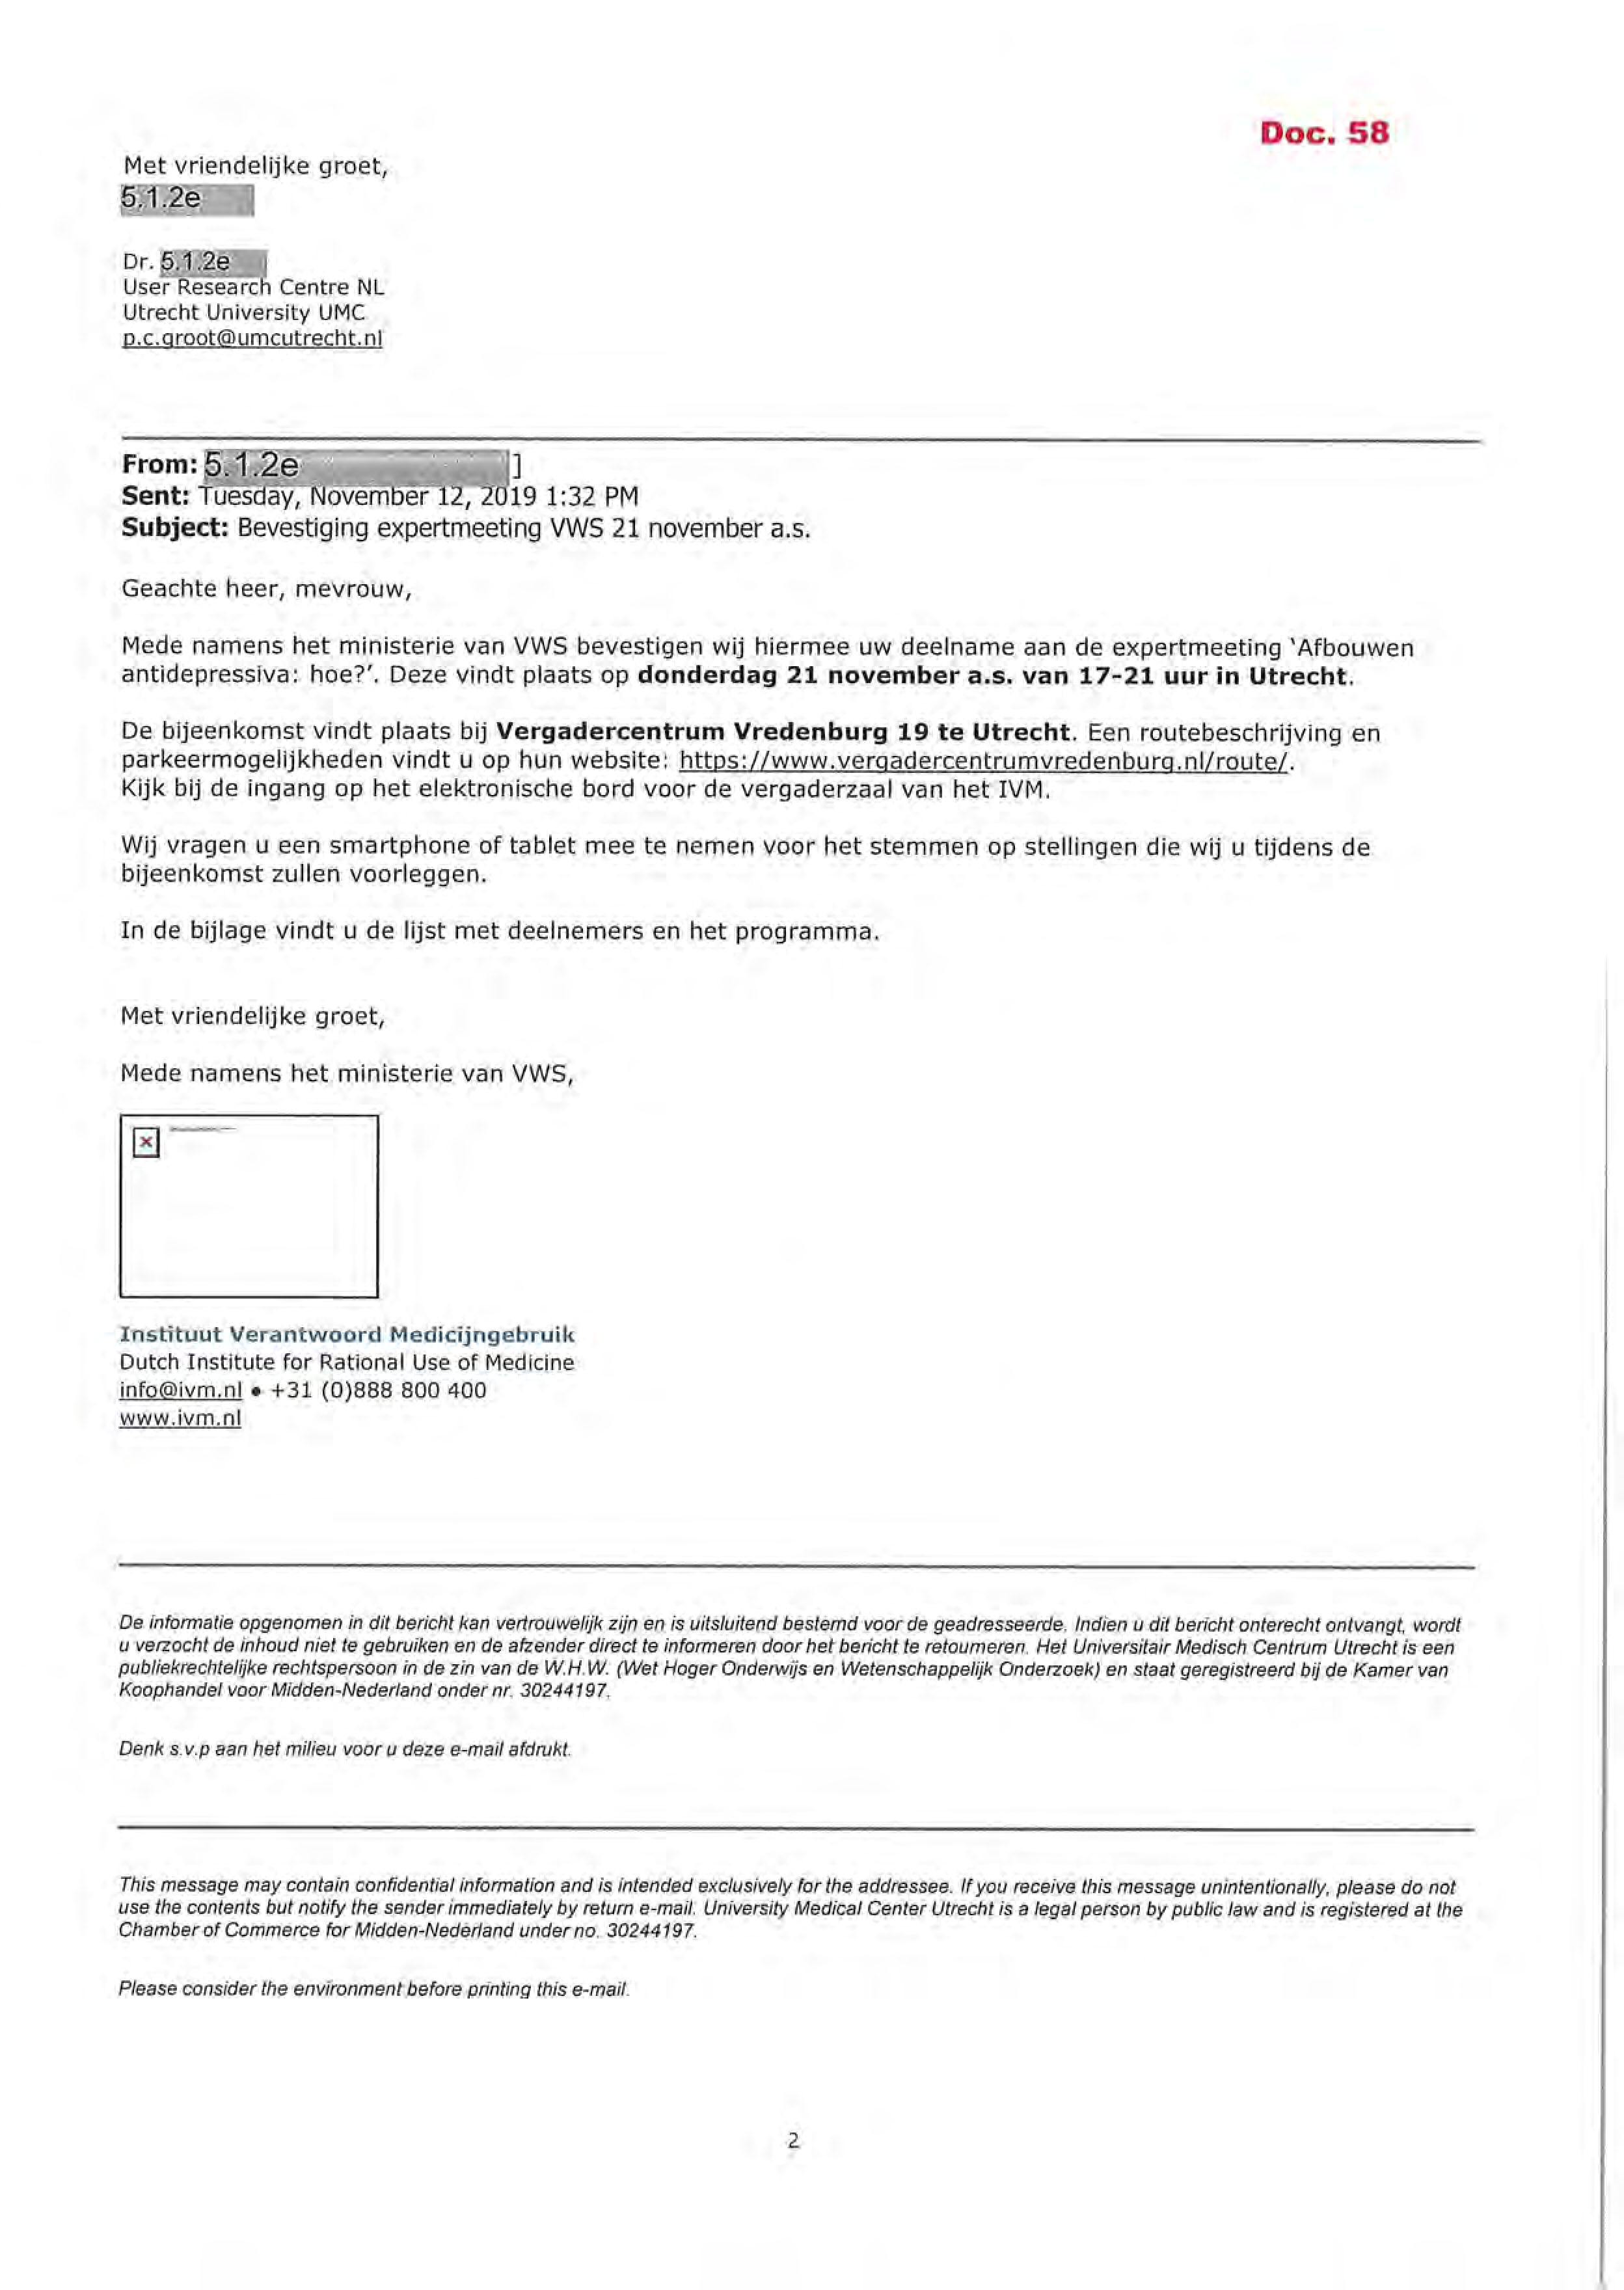 Doc. 58
Met vriendelijke groet,
5.1.2e
Dr. 5.1.2e
User Research Centre NL
Utrecht University UMC
p.c.groot@umcutrecht.nl
From: 5.1.2e ]
Sent: Tuesday, November 12, 2019 1:32 PM
Subject: Bevestiging expertmeeting VWS 21 november a.s.
Geachte heer, mevrouw,
Mede namens het ministerie van VWS bevestigen wij hiermee uw deelname aan de expertmeeting 'Afbouwen
antidepressiva: hoe?'. Deze vindt plaats op donderdag 21 november a.s. van 17-21 uur in Utrecht.
De bijeenkomst vindt plaats bij Vergadercentrum Vredenburg 19 te Utrecht. Een routebeschrijving en
parkeermogelijkheden vindt u op hun website: https://www.vergadercentrumvredenburg.nl/route/.
Kijk bij de ingang op het elektronische bord voor de vergaderzaal van het IVM.
Wij vragen u een smartphone of tablet mee te nemen voor het stemmen op stellingen die wij u tijdens de
bijeenkomst zullen voorleggen.
In de bijlage vindt u de lijst met deelnemers en het programma.
Met vriendelijke groet,
Mede namens het ministerie van VWS,
Instituut Verantwoord Medicijngebruik
Dutch Institute for Rational Use of Medicine
info@ivm.nl • +31 (0)888 800 400
www.ivm.nl
De informatie opgenomen in dit bericht kan vertrouwelijk zijn en is uitsluitend bestemd voor de geadresseerde. Indien u dit bericht onterecht ontvangt, wordt
u verzocht de inhoud niet te gebruiken en de afzender direct te informeren door het bericht te retourneren. Het Universitair Medisch Centrum Utrecht is een
publiekrechtelijke rechtspersoon in de zin van de W.H.W. (Wet Hoger Onderwijs en Wetenschappelijk Onderzoek) en staat geregistreerd bij de Kamer van
Koophandel voor Midden-Nederland onder nr. 30244197.
Denk s.v.p aan het milieu voor u deze e-mail afdrukt.
This message may contain confidential information and is intended exclusively for the addressee. If you receive this message unintentionally, please do not
use the contents but notify the sender immediately by return e-mail. University Medical Center Utrecht is a legal person by public law and is registered at the
Chamber of Commerce for Midden-Nederland under no. 30244197.
Please consider the environment before printing this e-mail.
2